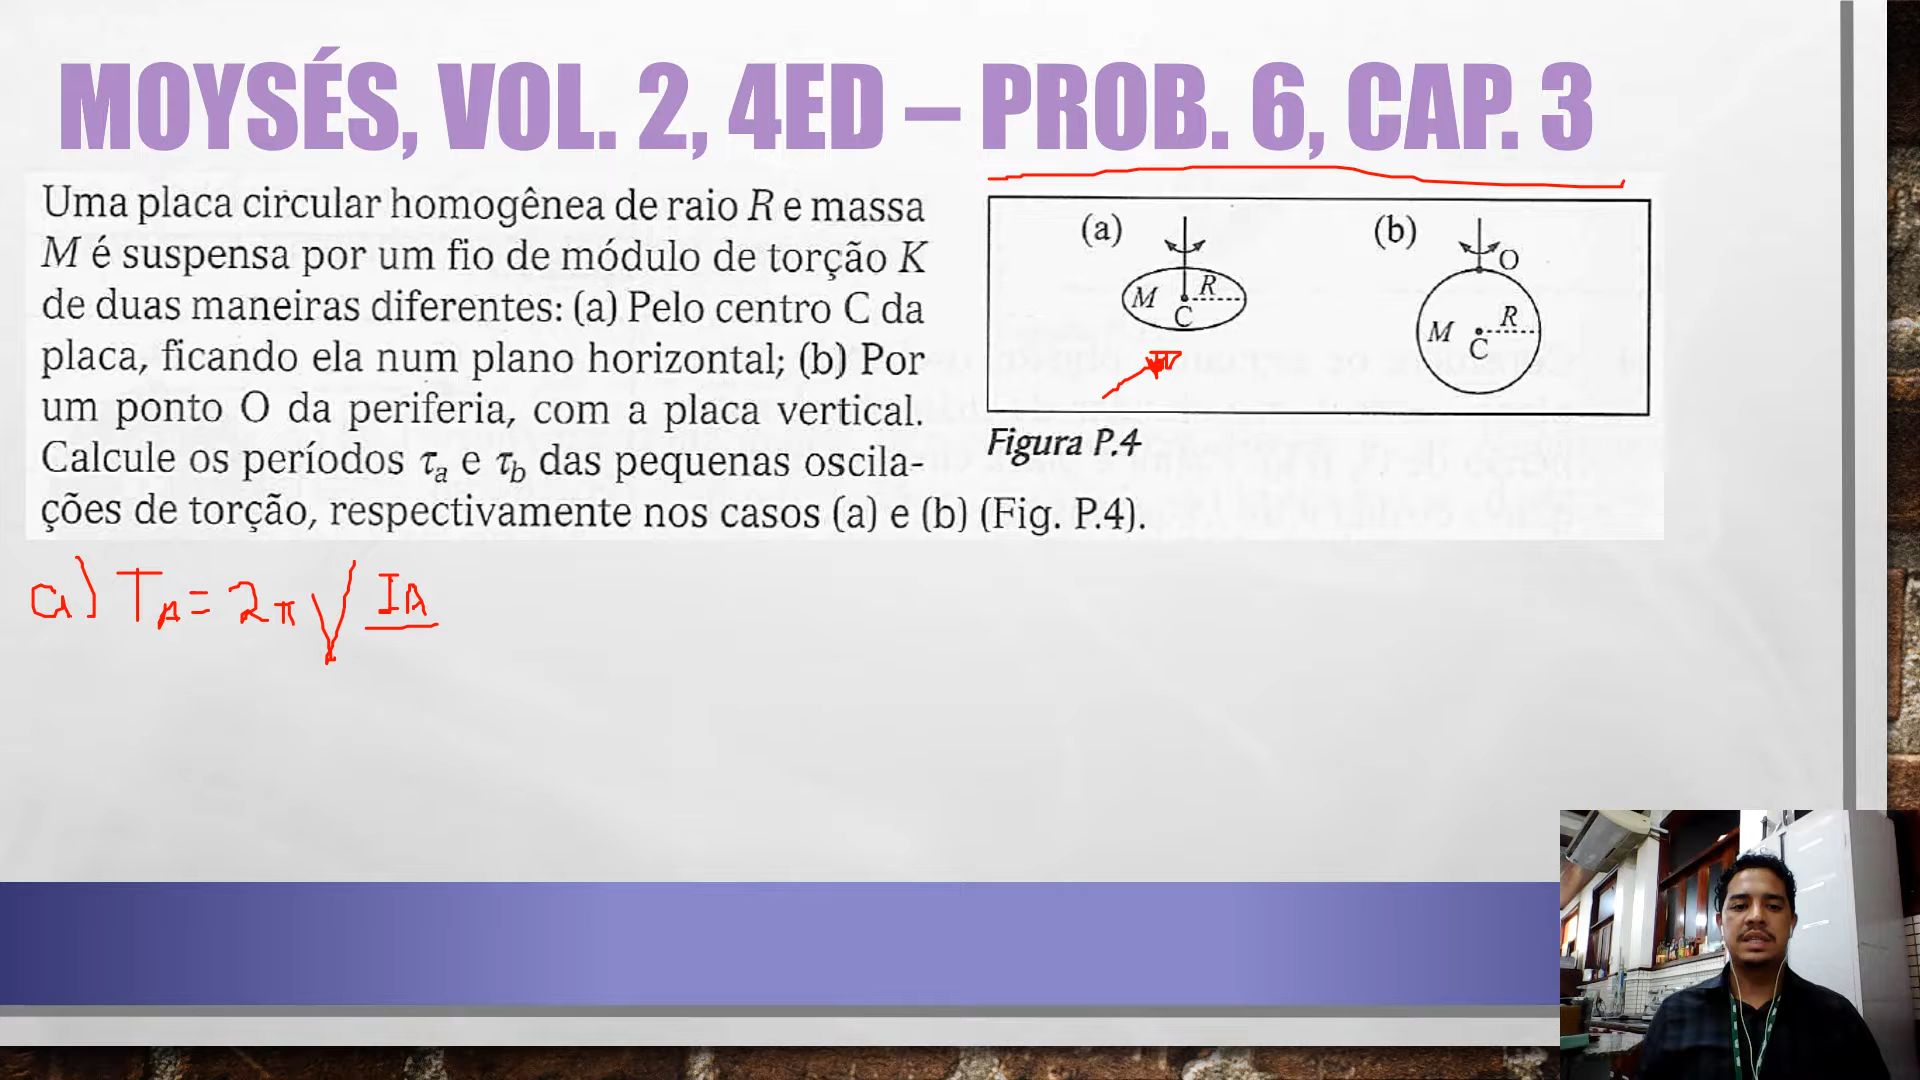 MOYSÉS, VOL. 2, 4ED – PROB. 6, CAP. 3
Uma placa circular homogênea de raio R e massa
M é suspensa por um fio de módulo de torção K
de duas maneiras diferentes: (a) Pelo centro C da
placa, ficando ela num plano horizontal; (b) Por
um ponto O da periferia, com a placa vertical.
Calcule os períodos τa e τb das pequenas oscila-
ções de torção, respectivamente nos casos (a) e (b) (Fig. P.4).
(a)
M
R
C
(b)
O
M
R
C
Figura P.4
a) TA = 2π √ IA